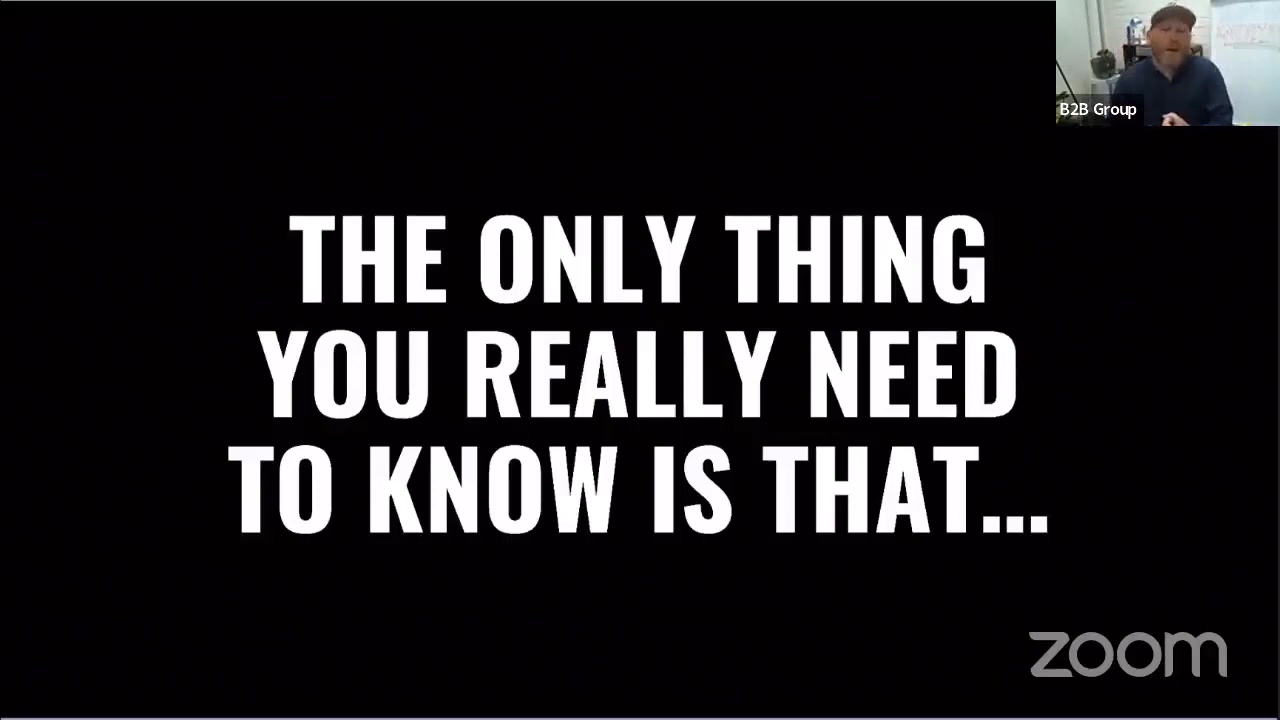 B2B Group
THE ONLY THING
YOU REALLY NEED
TO KNOW IS THAT...
zoom